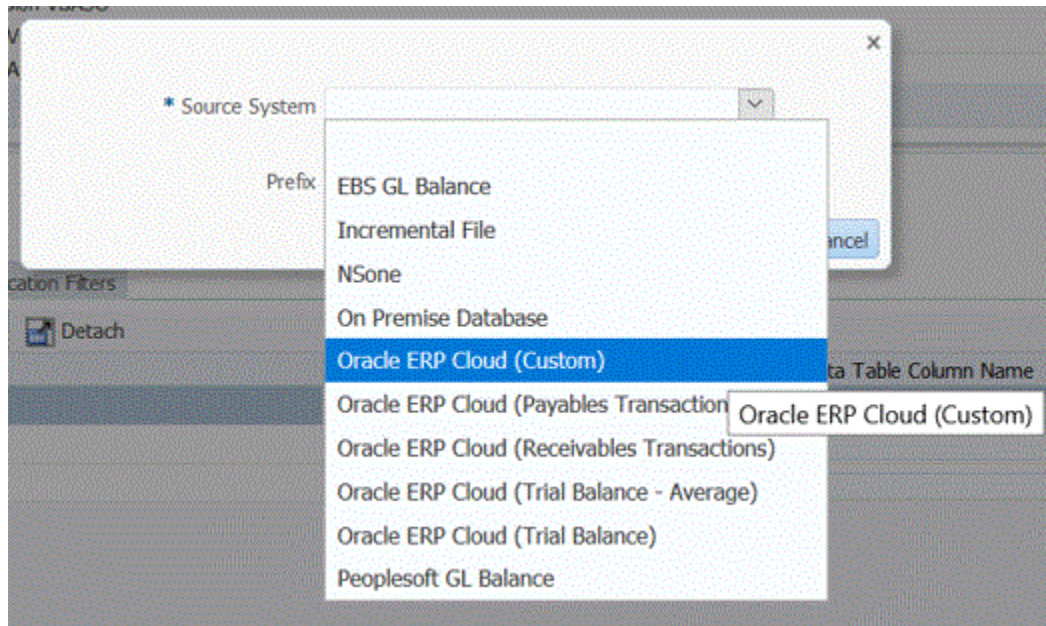 * Source System
Prefix
EBS GL Balance
Incremental File
NSone
On Premise Database
Oracle ERP Cloud (Custom)
Oracle ERP Cloud (Payables Transaction
Oracle ERP Cloud (Custom)
Oracle ERP Cloud (Receivables Transactions)
Oracle ERP Cloud (Trial Balance - Average)
Oracle ERP Cloud (Trial Balance)
Peoplesoft GL Balance
ancel
cation Filters
Detach
ta Table Column Name